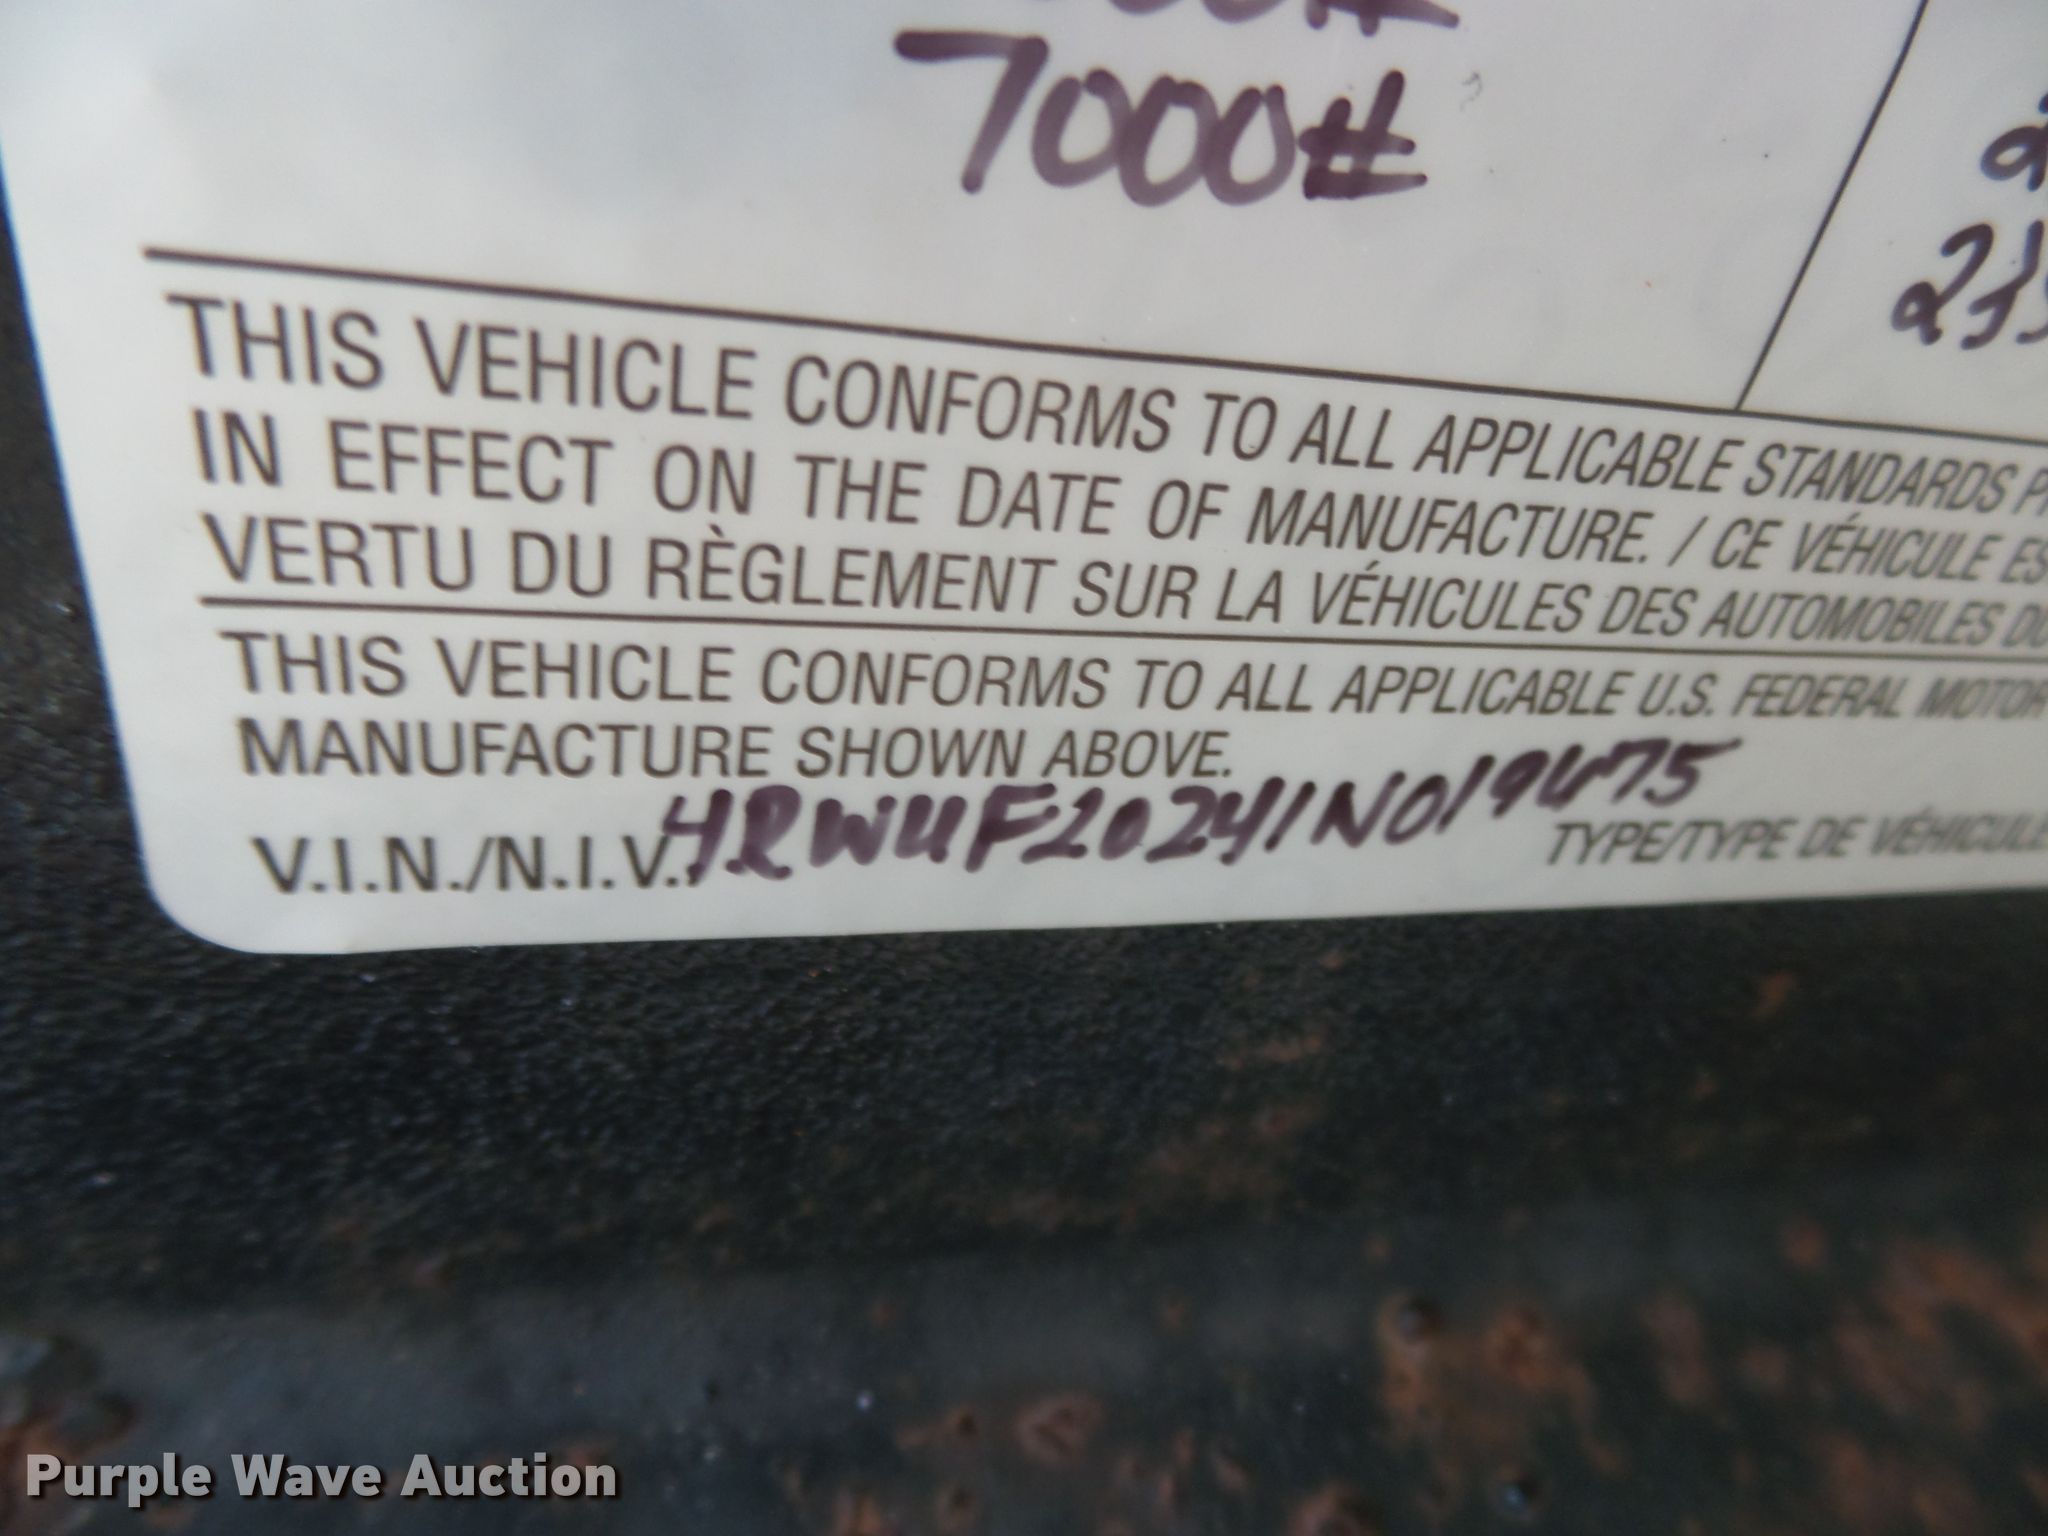 7000#
THIS VEHICLE CONFORMS TO ALL APPLICABLE STANDARDS
IN EFFECT ON THE DATE OF MANUFACTURE. / CE VÉHICULE
VERTU DU RÈGLEMENT SUR LA VÉHICULES DES AUTOMOBILES
THIS VEHICLE CONFORMS TO ALL APPLICABLE U.S. FEDERAL MOTOR
MANUFACTURE SHOWN ABOVE.
V.I.N./N.I.V.: 4RWUF20241N019475
TYPE/TYPE DE VÉHICULE
Purple Wave Auction